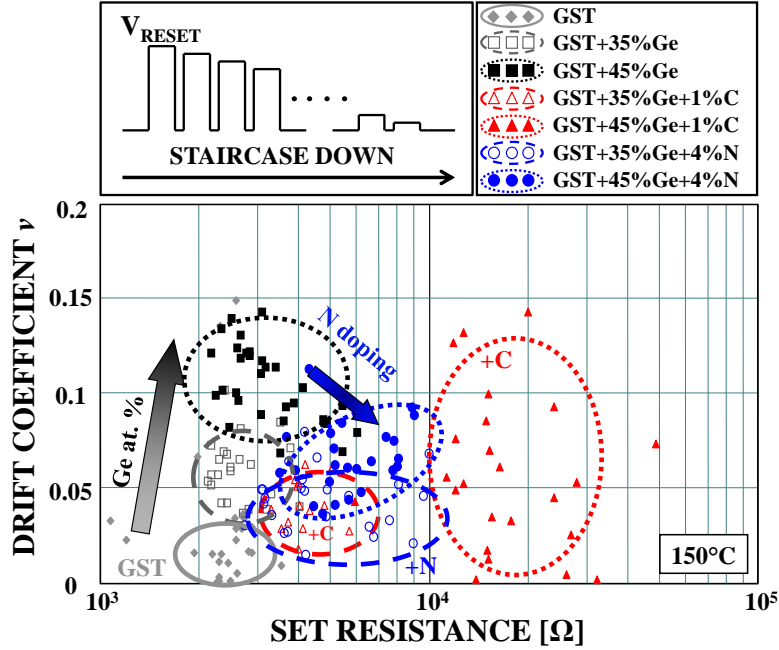 V_RESET
STAIRCASE DOWN
GST
GST+35%Ge
GST+45%Ge
GST+35%Ge+1%C
GST+45%Ge+1%C
GST+35%Ge+4%N
GST+45%Ge+4%N
DRIFT COEFFICIENT ν
0.2
0.15
0.1
0.05
0
Ge at. %
N doping
+C
+C
+N
GST
150°C
10³
10⁴
10⁵
SET RESISTANCE [Ω]